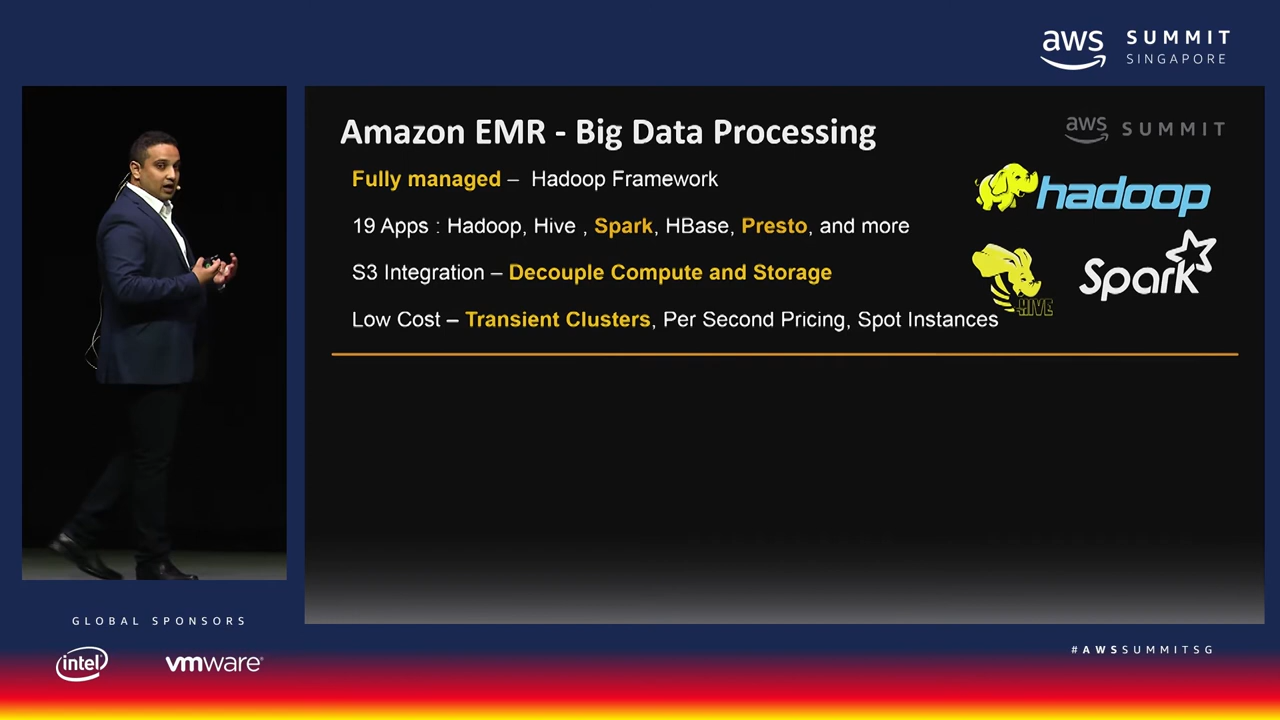 aws SUMMIT
SINGAPORE
Amazon EMR - Big Data Processing
aws SUMMIT
Fully managed – Hadoop Framework
19 Apps : Hadoop, Hive , Spark, HBase, Presto, and more
S3 Integration – Decouple Compute and Storage
Low Cost – Transient Clusters, Per Second Pricing, Spot Instances
hadoop
HIVE
Spark
GLOBAL SPONSORS
intel
vmware®
#AWSSUMMITSG